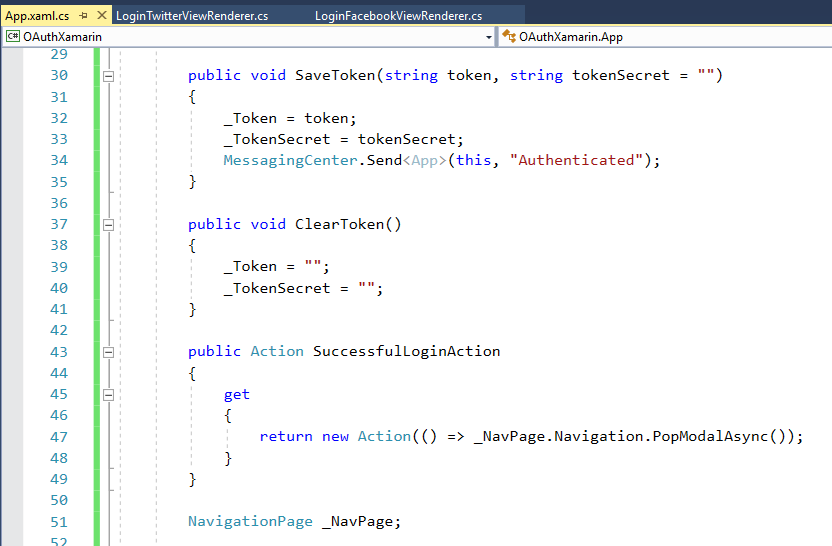 App.xaml.cs LoginTwitterViewRenderer.cs LoginFacebookViewRenderer.cs
C# OAuthXamarin OAuthXamarin.App
29
30 public void SaveToken(string token, string tokenSecret = "")
31 {
32 _Token = token;
33 _TokenSecret = tokenSecret;
34 MessagingCenter.Send<App>(this, "Authenticated");
35 }
36
37 public void ClearToken()
38 {
39 _Token = "";
40 _TokenSecret = "";
41 }
42
43 public Action SuccessfulLoginAction
44 {
45 get
46 {
47 return new Action(() => _NavPage.Navigation.PopModalAsync());
48 }
49 }
50
51 NavigationPage _NavPage;
52